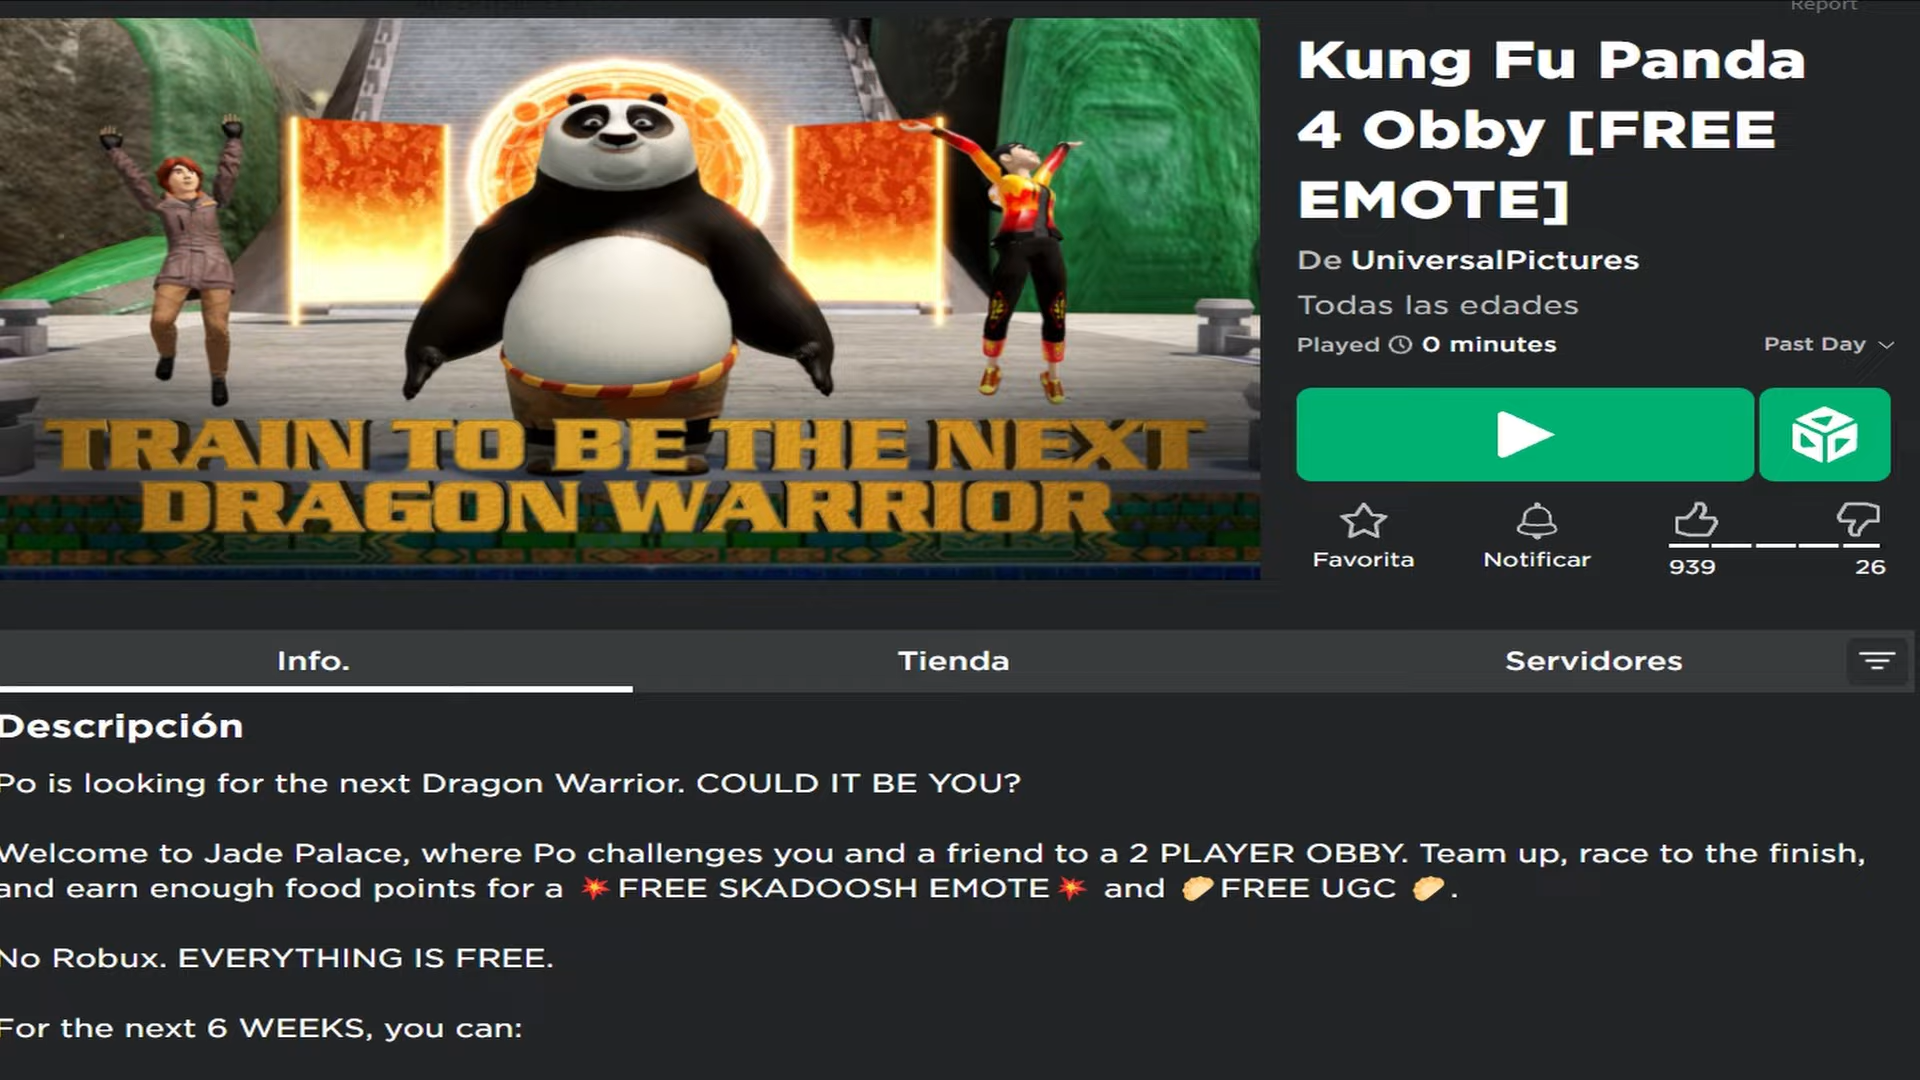 Report
Kung Fu Panda
4 Obby [FREE
EMOTE]
De UniversalPictures
Todas las edades
Played 0 minutes
Past Day
TRAIN TO BE THE NEXT
DRAGON WARRIOR
Favorita
Notificar
939
26
Info.
Tienda
Servidores
Descripción
Po is looking for the next Dragon Warrior. COULD IT BE YOU?
Welcome to Jade Palace, where Po challenges you and a friend to a 2 PLAYER OBBY. Team up, race to the finish,
and earn enough food points for a 💥FREE SKADOOSH EMOTE💥 and 🥟FREE UGC 🥟.
No Robux. EVERYTHING IS FREE.
For the next 6 WEEKS, you can: